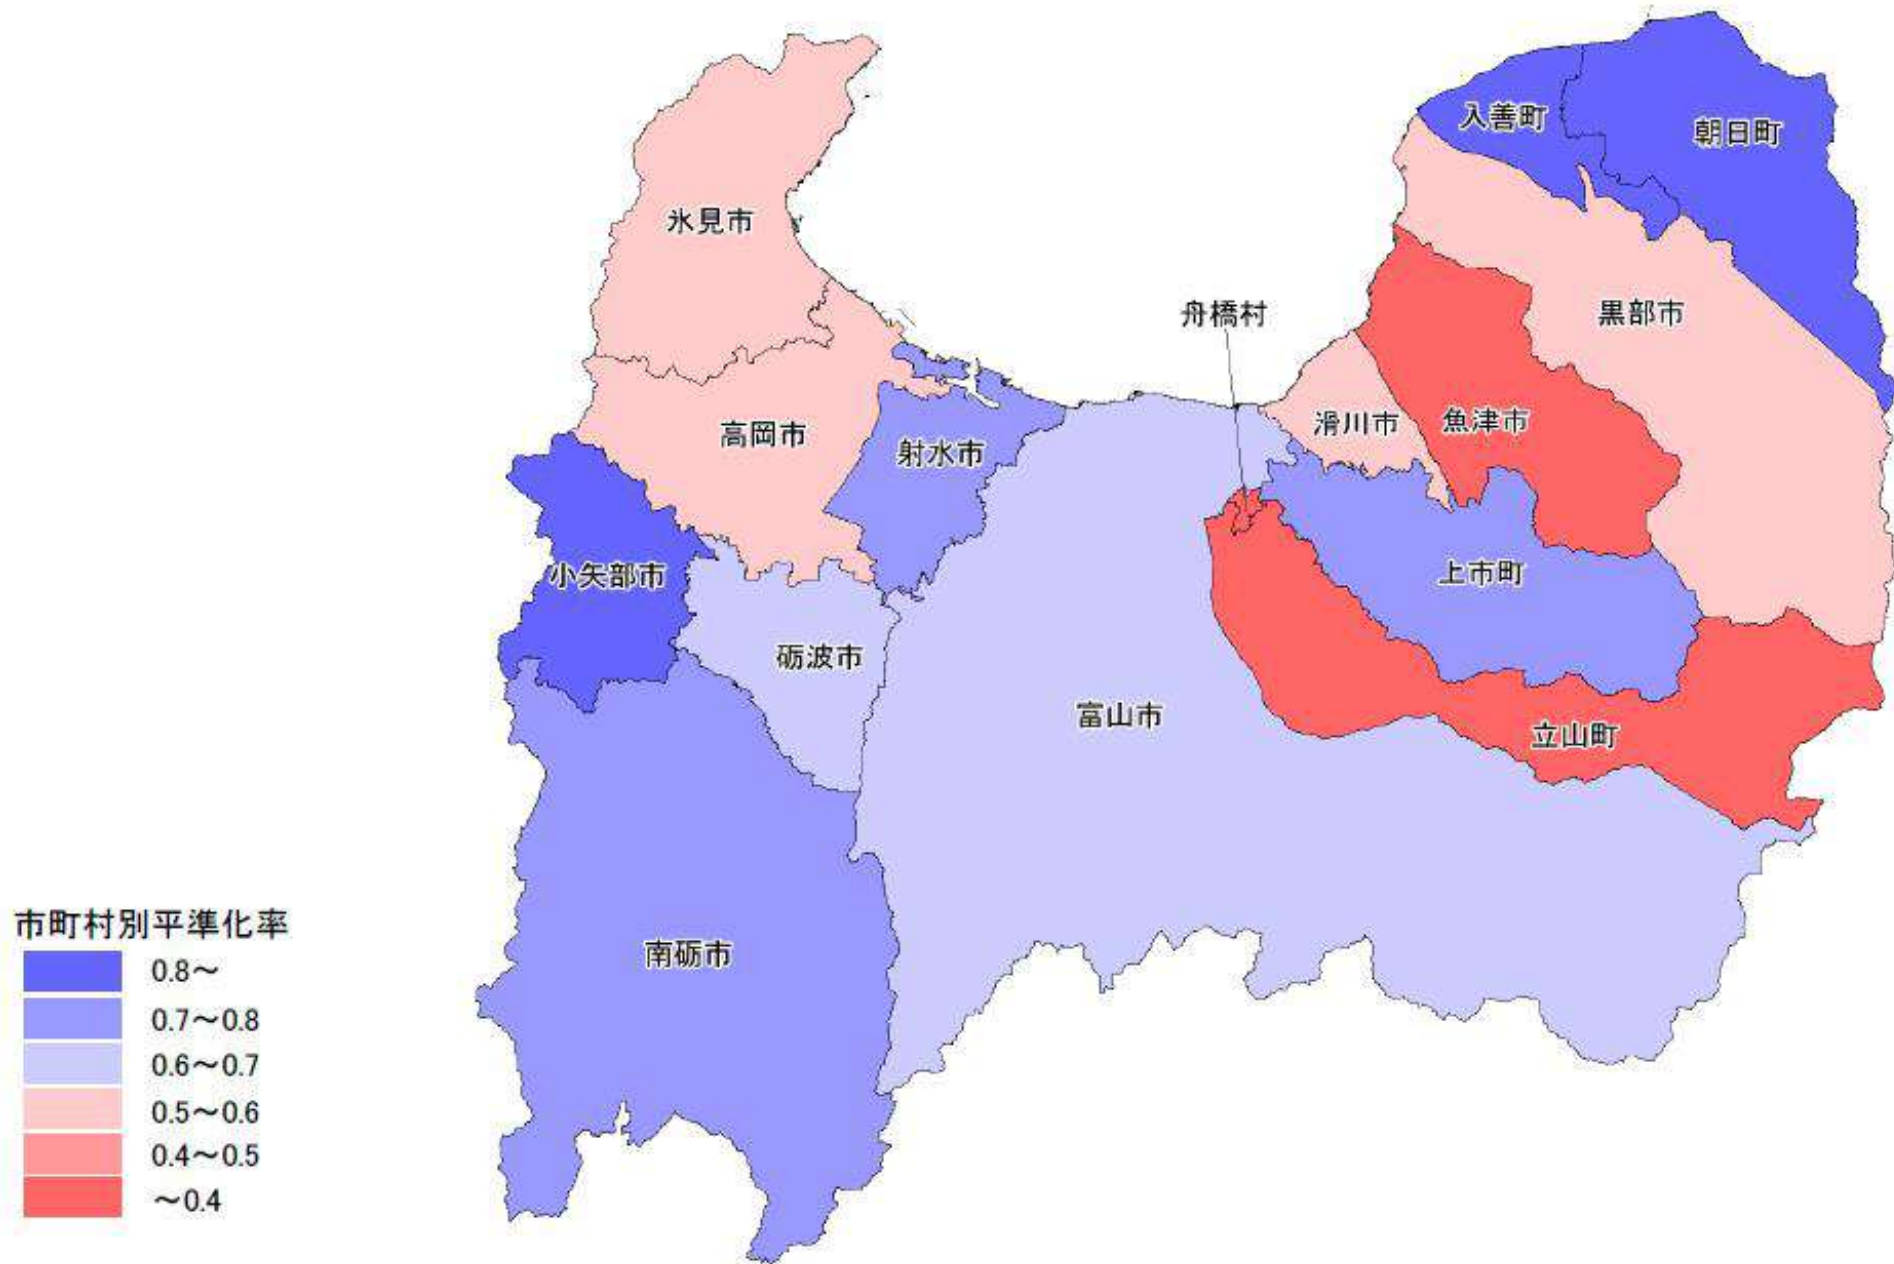 入善町
朝日町
氷見市
舟橋村
黒部市
高岡市
射水市
滑川市
魚津市
小矢部市
上市町
砺波市
富山市
立山町
南砺市
市町村別平準化率
0.8～
0.7～0.8
0.6～0.7
0.5～0.6
0.4～0.5
～0.4